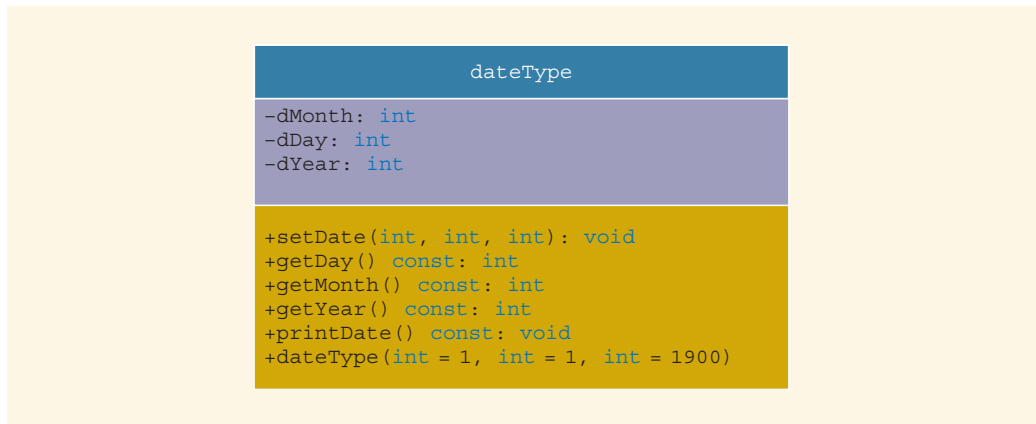 dateType
-dMonth: int
-dDay: int
-dYear: int
+setDate(int, int, int): void
+getDay() const: int
+getMonth() const: int
+getYear() const: int
+printDate() const: void
+dateType(int = 1, int = 1, int = 1900)